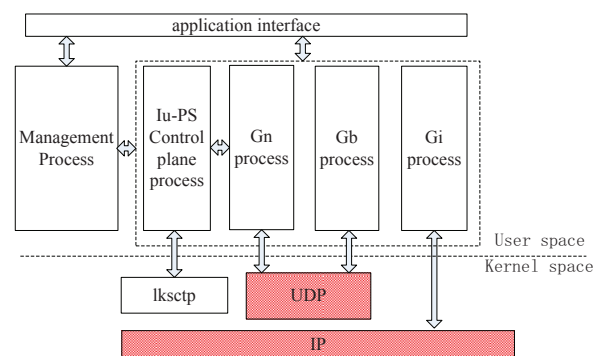 application interface
Management
Process
Iu-PS
Control
plane
process
Gn
process
Gb
process
Gi
process
User space
Kernel space
lksctp
UDP
IP